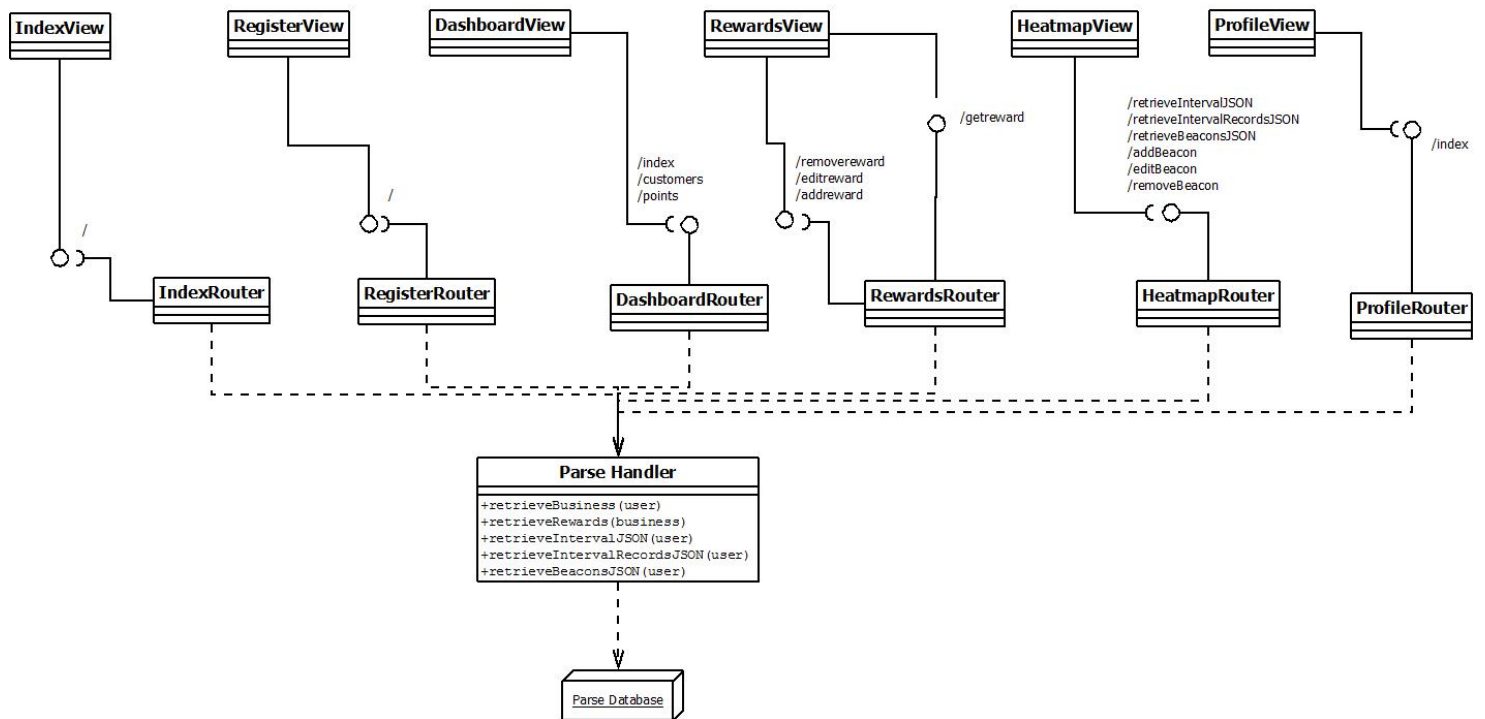 IndexView
RegisterView
DashboardView
RewardsView
HeatmapView
ProfileView
/retrieveIntervalJSON
/retrieveIntervalRecordsJSON
/retrieveBeaconsJSON
/addBeacon
/editBeacon
/removeBeacon
/getreward
/index
/index
/customers
/points
/removereward
/editreward
/addreward
/
/
IndexRouter
RegisterRouter
DashboardRouter
RewardsRouter
HeatmapRouter
ProfileRouter
Parse Handler
+retrieveBusiness(user)
+retrieveRewards(business)
+retrieveIntervalJSON(user)
+retrieveIntervalRecordsJSON(user)
+retrieveBeaconsJSON(user)
Parse Database